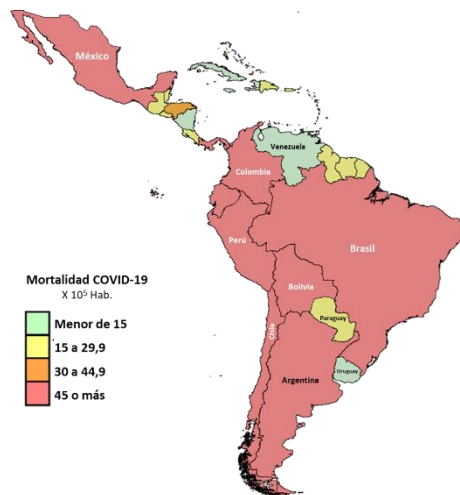 México
Venezuela
Colombia
Perú
Brasil
Bolivia
Paraguay
Chile
Uruguay
Argentina
Mortalidad COVID-19
X 10⁵ Hab.
Menor de 15
15 a 29,9
30 a 44,9
45 o más